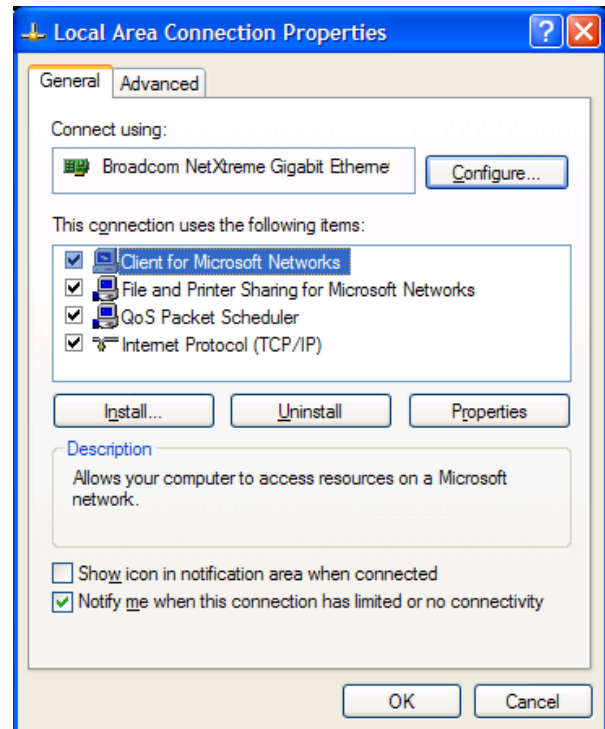 Local Area Connection Properties
General
Advanced
Connect using:
Broadcom NetXtreme Gigabit Etherne
Configure...
This connection uses the following items:
Client for Microsoft Networks
File and Printer Sharing for Microsoft Networks
QoS Packet Scheduler
Internet Protocol (TCP/IP)
Install...
Uninstall
Properties
Description
Allows your computer to access resources on a Microsoft
network.
Show icon in notification area when connected
Notify me when this connection has limited or no connectivity
OK
Cancel